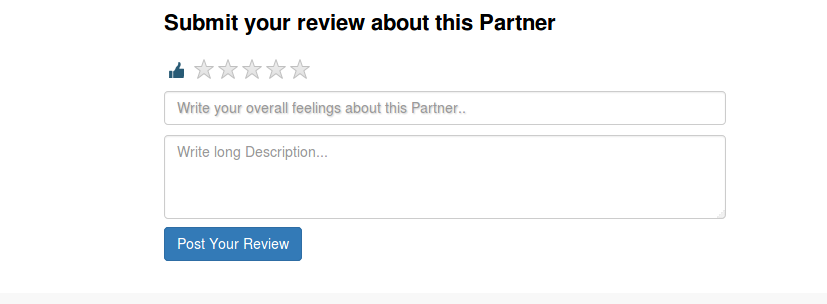 Submit your review about this Partner
Write your overall feelings about this Partner..
Write long Description...
Post Your Review